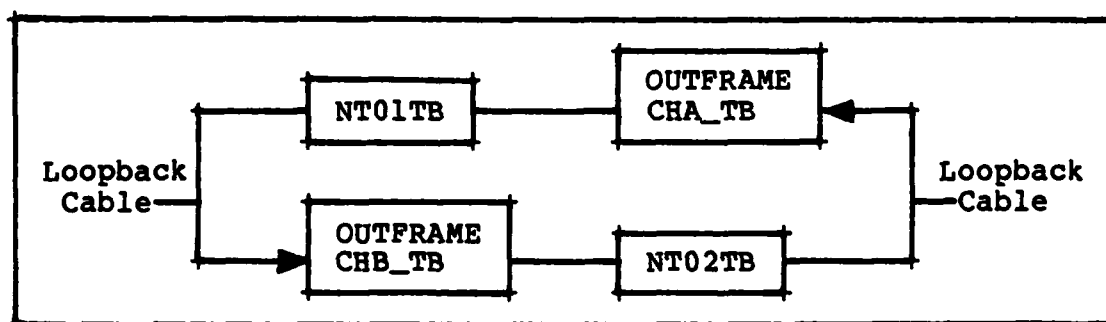 OUTFRAME
CHA_TB
NT01TB
Loopback
Cable
Loopback
Cable
OUTFRAME
CHB_TB
NT02TB